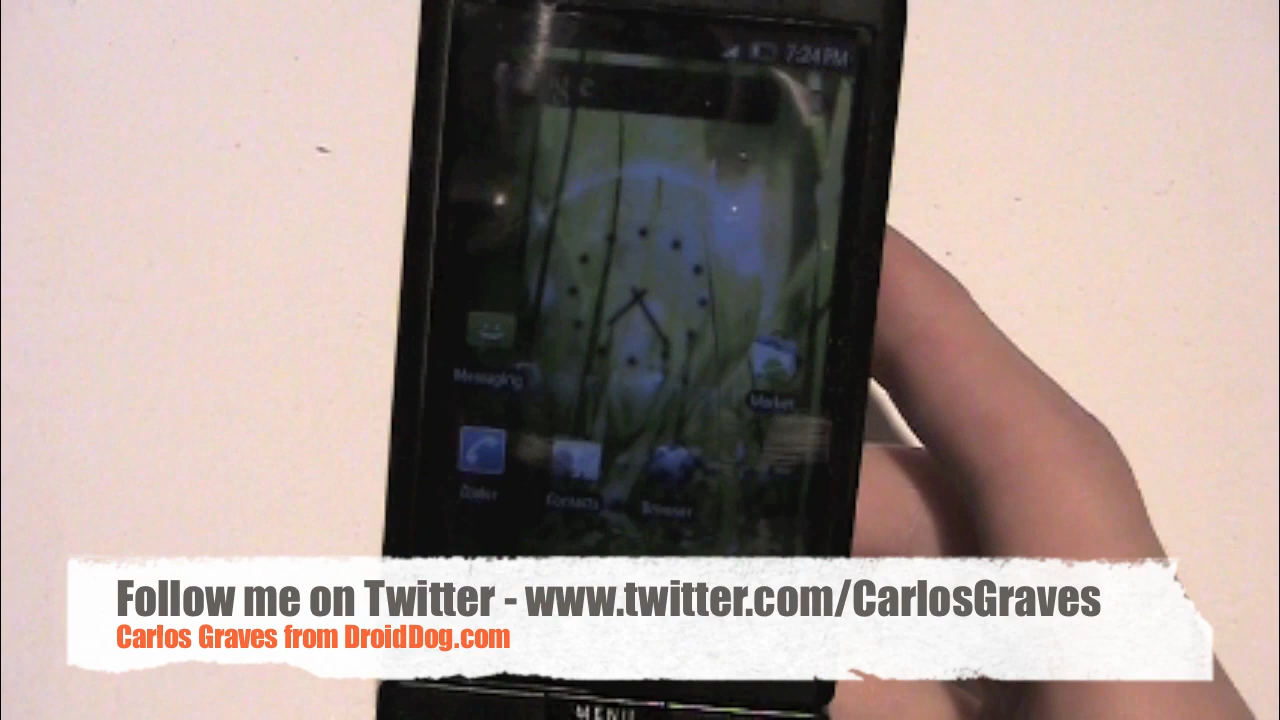 7:24 PM
Messaging
Market
Dialer
Contacts
Browser
Follow me on Twitter - www.twitter.com/CarlosGraves
Carlos Graves from DroidDog.com
MENU